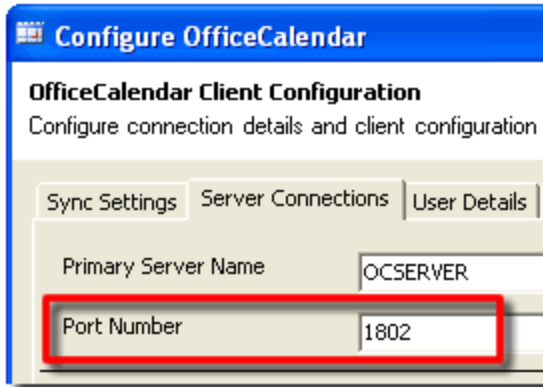 Configure OfficeCalendar
OfficeCalendar Client Configuration
Configure connection details and client configuration
Sync Settings Server Connections User Details
Primary Server Name OCSERVER
Port Number 1802